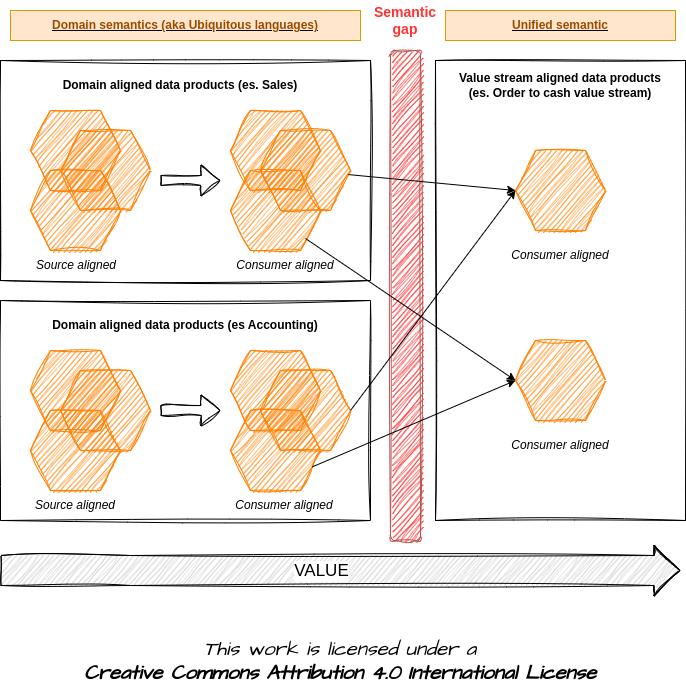 Domain semantics (aka Ubiquitous languages)
Semantic
gap
Unified semantic
Domain aligned data products (es. Sales)
Source aligned
Consumer aligned
Value stream aligned data products
(es. Order to cash value stream)
Consumer aligned
Domain aligned data products (es Accounting)
Source aligned
Consumer aligned
Consumer aligned
VALUE
This work is licensed under a
Creative Commons Attribution 4.0 International License